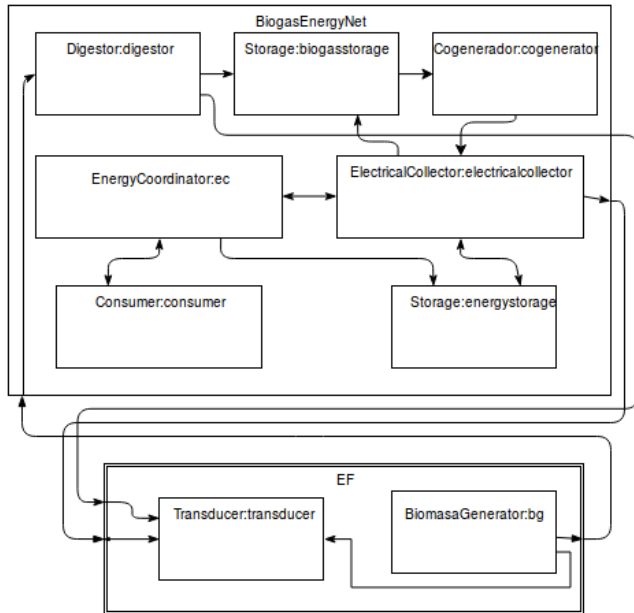 BiogasEnergyNet
Digestor:digestor
Storage:biogasstorage
Cogenerador:cogenerator
EnergyCoordinator:ec
ElectricalCollector:electricalcollector
Consumer:consumer
Storage:energystorage
EF
Transducer:transducer
BiomasaGenerator:bg